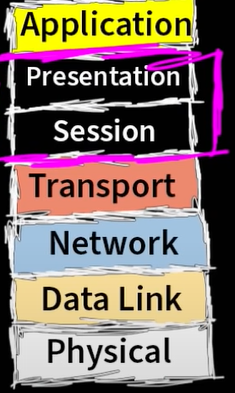 Application
Presentation
Session
Transport
Network
Data Link
Physical